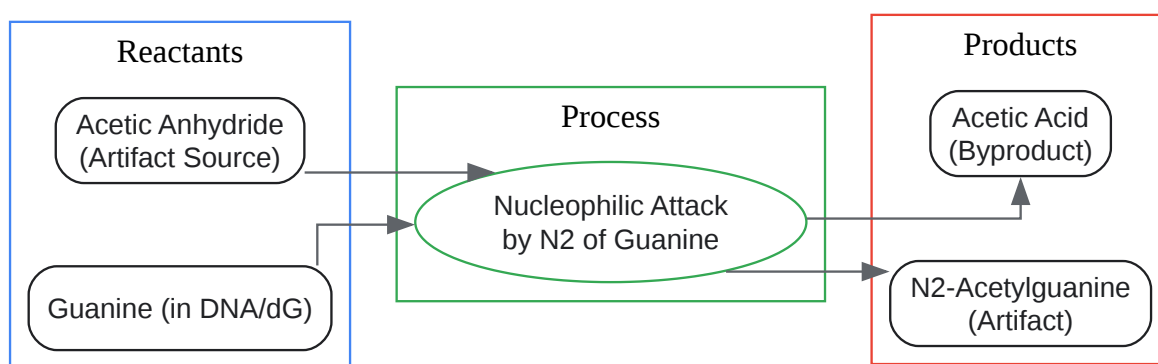 Reactants
Acetic Anhydride
(Artifact Source)
Guanine (in DNA/dG)
Process
Nucleophilic Attack
by N2 of Guanine
Products
Acetic Acid
(Byproduct)
N2-Acetylguanine
(Artifact)